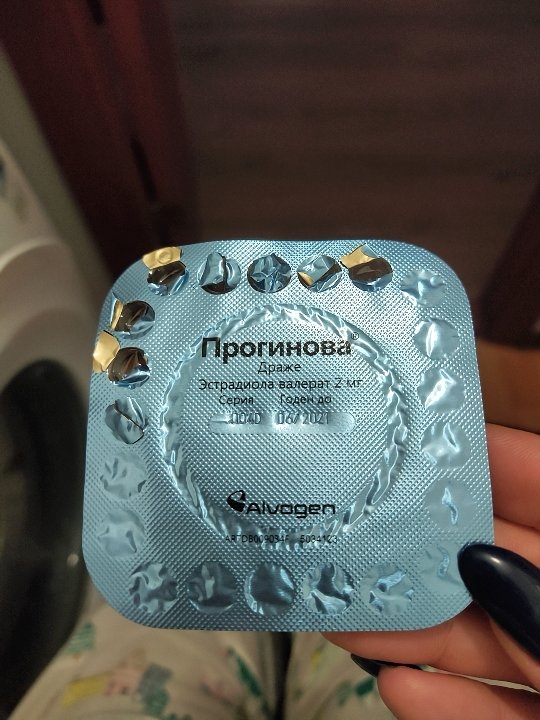 Прогинова®
Драже
Эстрадиола валерат 2 мг
Серия Годен до
06/2021
Alvogen